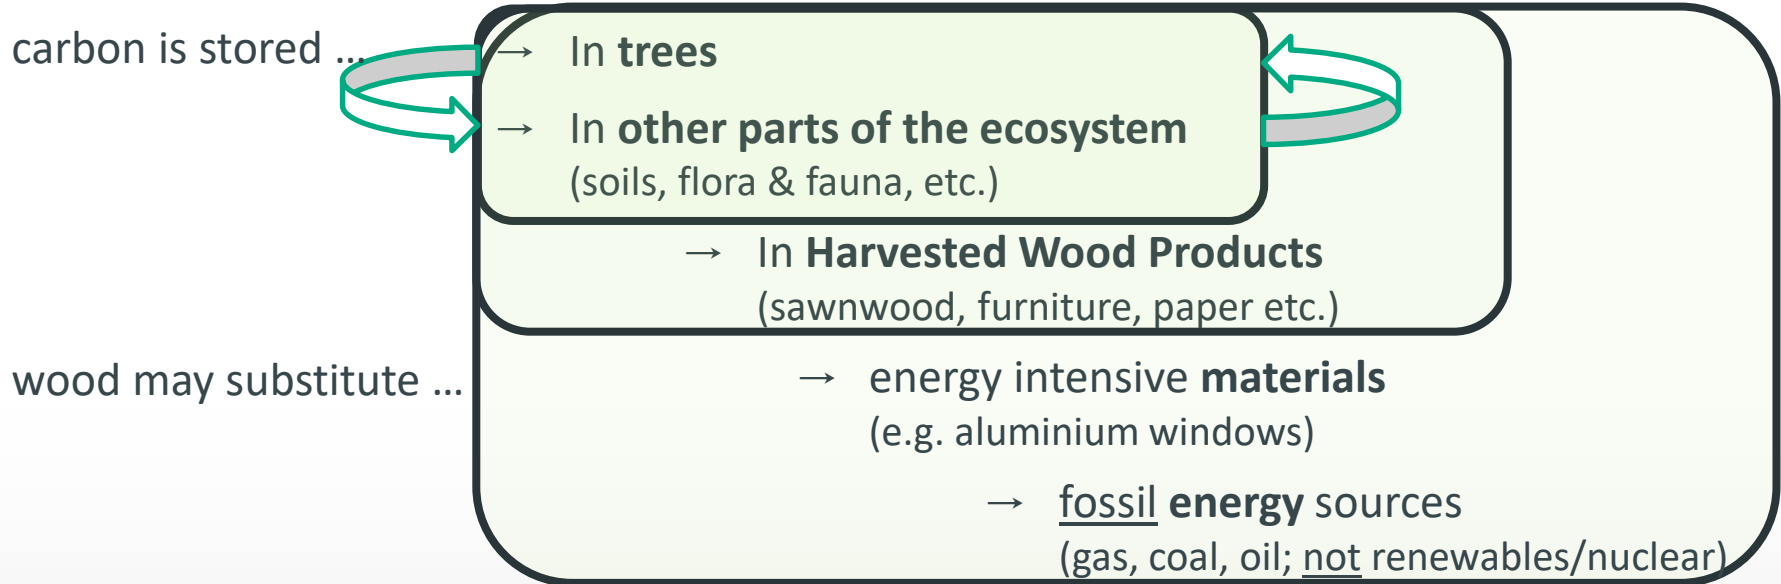 carbon is stored ... → In trees
→ In other parts of the ecosystem
(soils, flora & fauna, etc.)
→ In Harvested Wood Products
(sawnwood, furniture, paper etc.)
wood may substitute ... → energy intensive materials
(e.g. aluminium windows)
→ fossil energy sources
(gas, coal, oil; not renewables/nuclear)